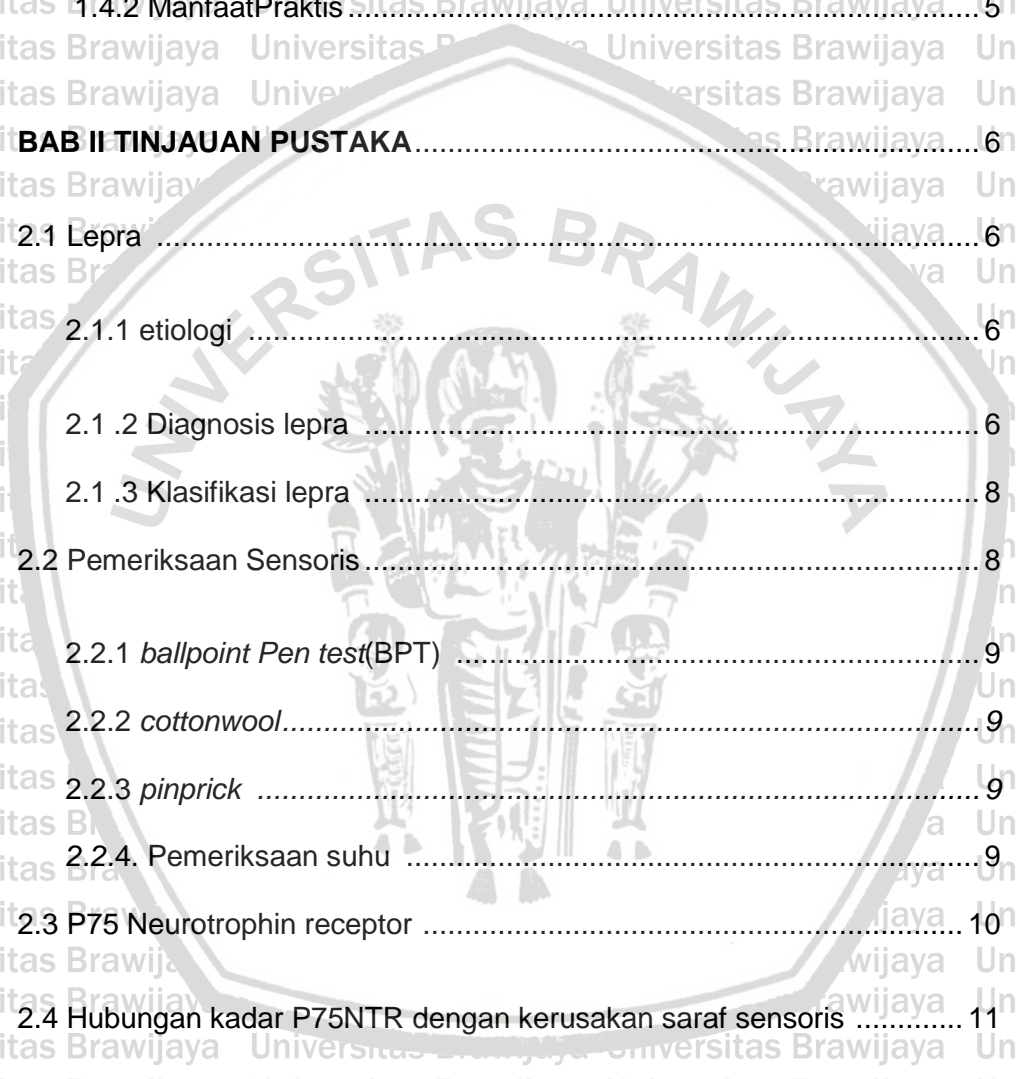 1.4.2 ManfaatPraktis ........................................ 5
BAB II TINJAUAN PUSTAKA ........................................ 6
2.1 Lepra ........................................ 6
2.1.1 etiologi ........................................ 6
2.1 .2 Diagnosis lepra ........................................ 6
2.1 .3 Klasifikasi lepra ........................................ 8
2.2 Pemeriksaan Sensoris ........................................ 8
2.2.1 ballpoint Pen test(BPT) ........................................ 9
2.2.2 cottonwool ........................................ 9
2.2.3 pinprick ........................................ 9
2.2.4. Pemeriksaan suhu ........................................ 9
2.3 P75 Neurotrophin receptor ........................................ 10
2.4 Hubungan kadar P75NTR dengan kerusakan saraf sensoris ............. 11
UNIVERSITAS BRAWIJAYA